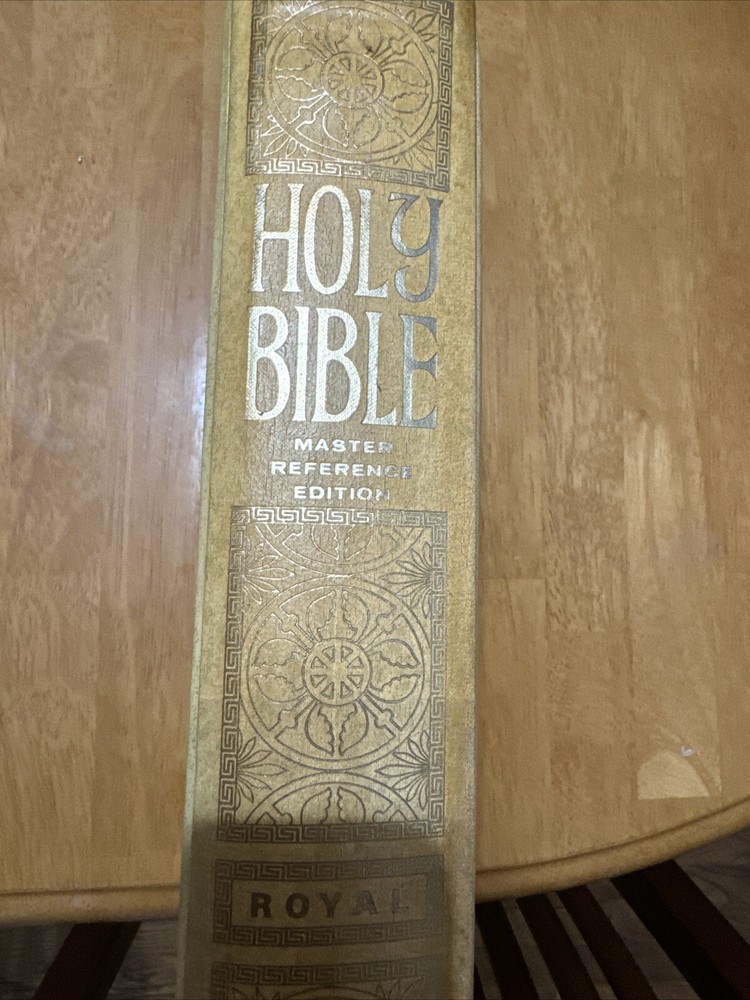 HOLY
BIBLE
MASTER
REFERENCE
EDITION
ROYAL